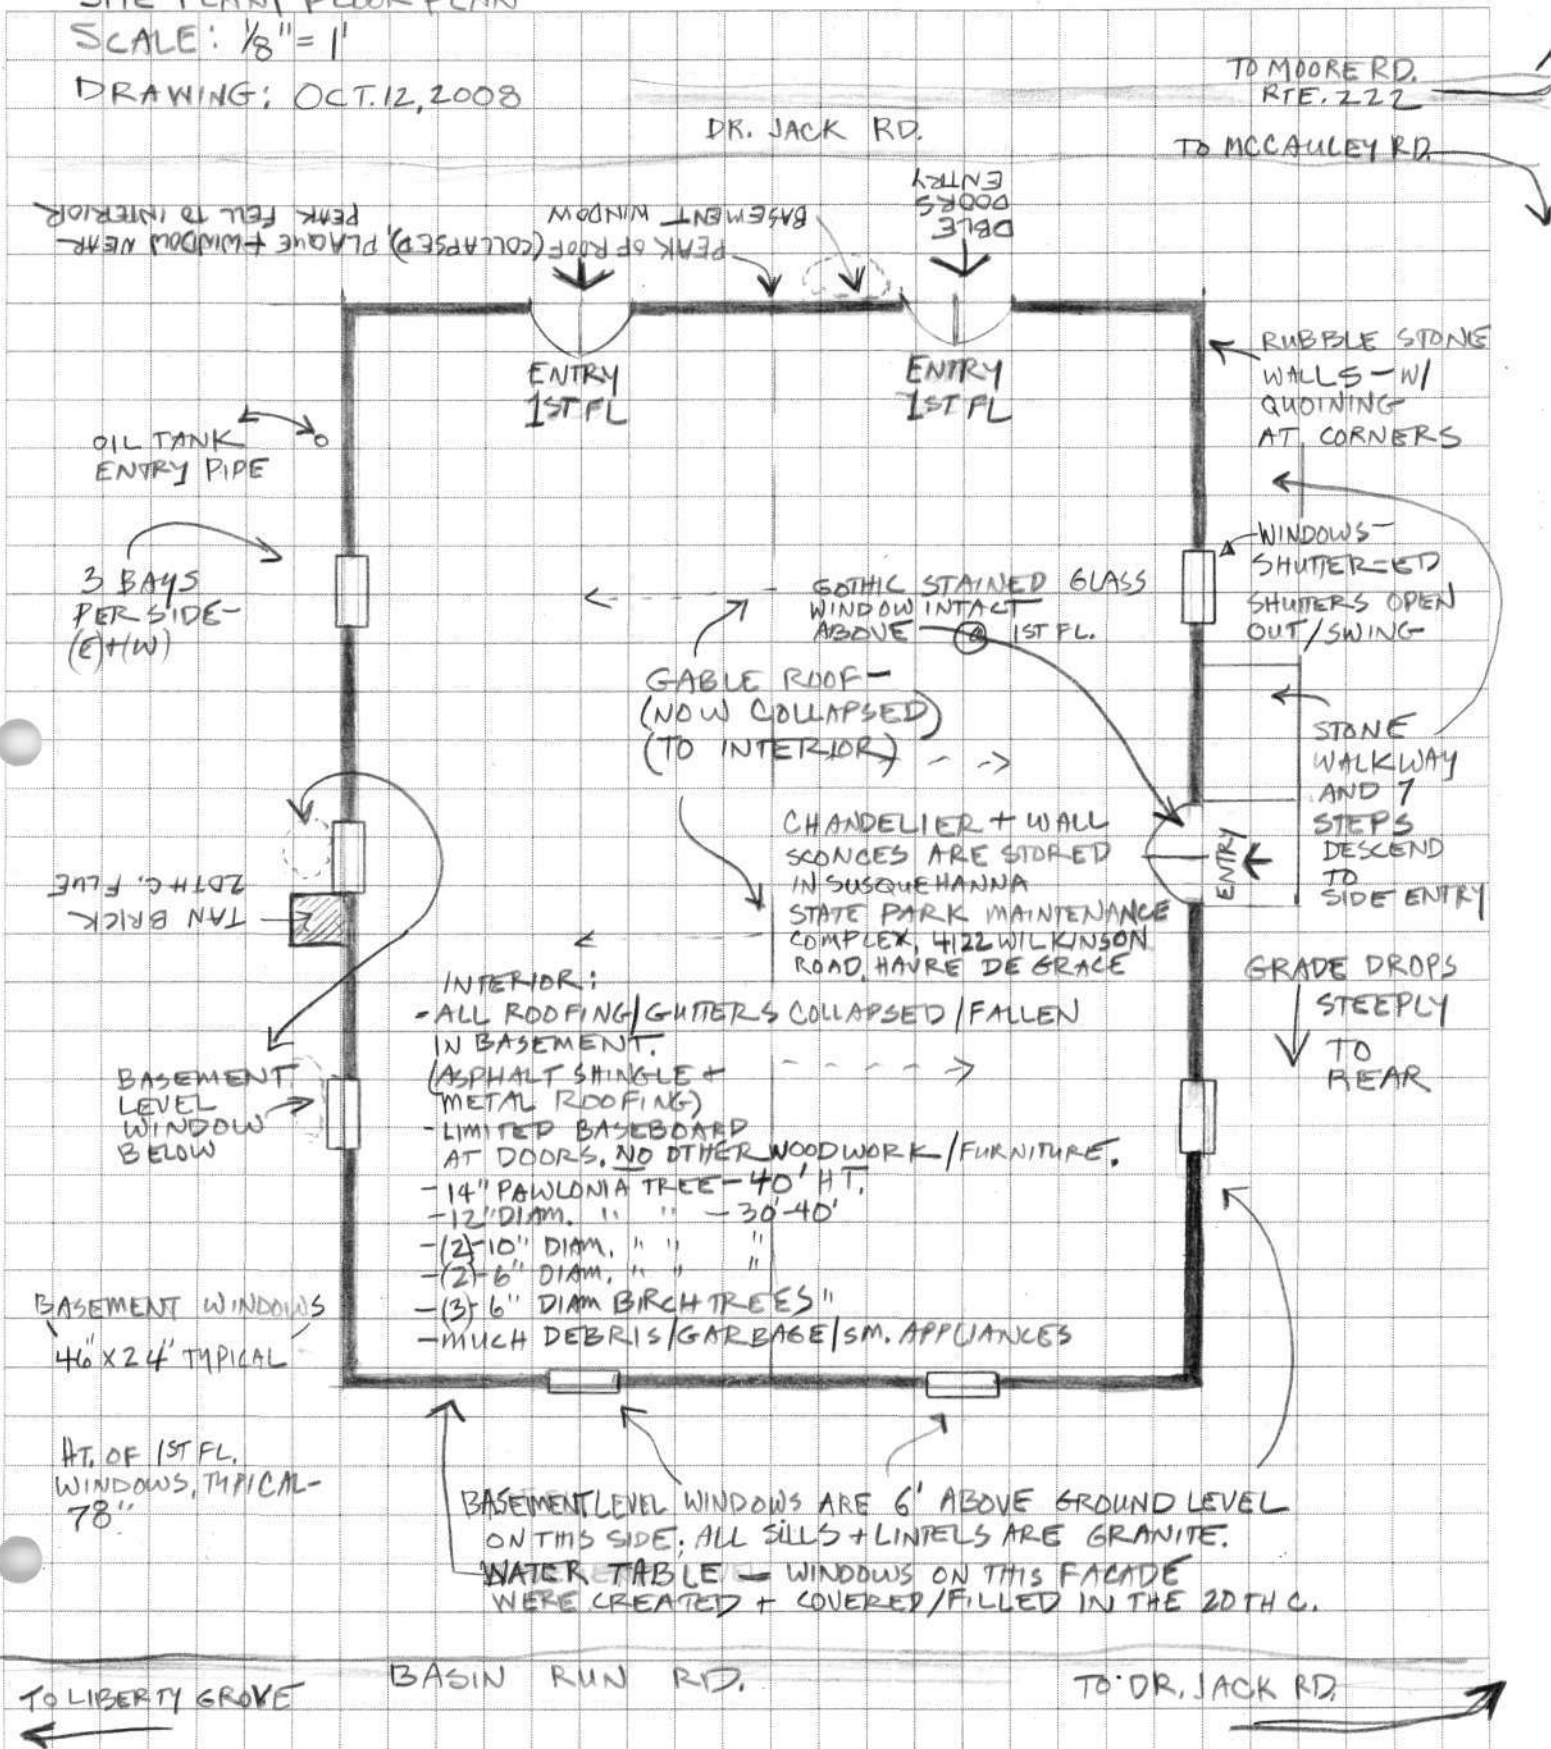 SITE PLAN / FLOOR PLAN
SCALE: 1/8" = 1'
DRAWING: OCT. 12, 2008
TO MOORE RD.
RTE. 222
DR. JACK RD.
TO MCCAULEY RD.
DBLE
DOORS
ENTRY
BASEMENT WINDOW
PEAK OF ROOF (COLLAPSED), PLAQUE + WINDOW NEAR
PEAK FELL TO INTERIOR
ENTRY
1ST FL
ENTRY
1ST FL
RUBBLE STONE
WALLS - W/
QUOINING
AT CORNERS
OIL TANK
ENTRY PIPE
3 BAYS
PER SIDE-
(E)+(W)
WINDOWS-
SHUTTER=ED
SHUTTERS OPEN
OUT/SWING
GOTHIC STAINED GLASS
WINDOW INTACT
ABOVE 1ST FL.
GABLE ROOF-
(NOW COLLAPSED)
(TO INTERIOR)
STONE
WALKWAY
AND 7
STEPS
DESCEND
TO
SIDE ENTRY
ENTRY
CHANDELIER + WALL
SCONCES ARE STORED
IN SUSQUEHANNA
STATE PARK MAINTENANCE
COMPLEX, 4122 WILKINSON
ROAD, HAVRE DE GRACE
TAN BRICK
20TH C. FLUE
GRADE DROPS
STEEPLY
TO
REAR
INTERIOR:
- ALL ROOFING/GUTTERS COLLAPSED/FALLEN
IN BASEMENT.
(ASPHALT SHINGLE +
METAL ROOFING)
- LIMITED BASEBOARD
AT DOORS. NO OTHER WOODWORK/FURNITURE.
- 14" PAWLONIA TREE - 40' HT.
- 12" DIAM. " " - 30'-40'
- (2)-10" DIAM. " " "
- (2)-6" DIAM. " " "
- (3)-6" DIAM BIRCH TREES "
- MUCH DEBRIS/GARBAGE/SM. APPLIANCES
BASEMENT
LEVEL
WINDOW
BELOW
BASEMENT WINDOWS
46" X 24" TYPICAL
HT. OF 1ST FL.
WINDOWS, TYPICAL-
78"
BASEMENT LEVEL WINDOWS ARE 6' ABOVE GROUND LEVEL
ON THIS SIDE; ALL SILLS + LINTELS ARE GRANITE.
WATER TABLE - WINDOWS ON THIS FACADE
WERE CREATED + COVERED/FILLED IN THE 20TH C.
BASIN RUN RD.
TO LIBERTY GROVE
TO DR. JACK RD.